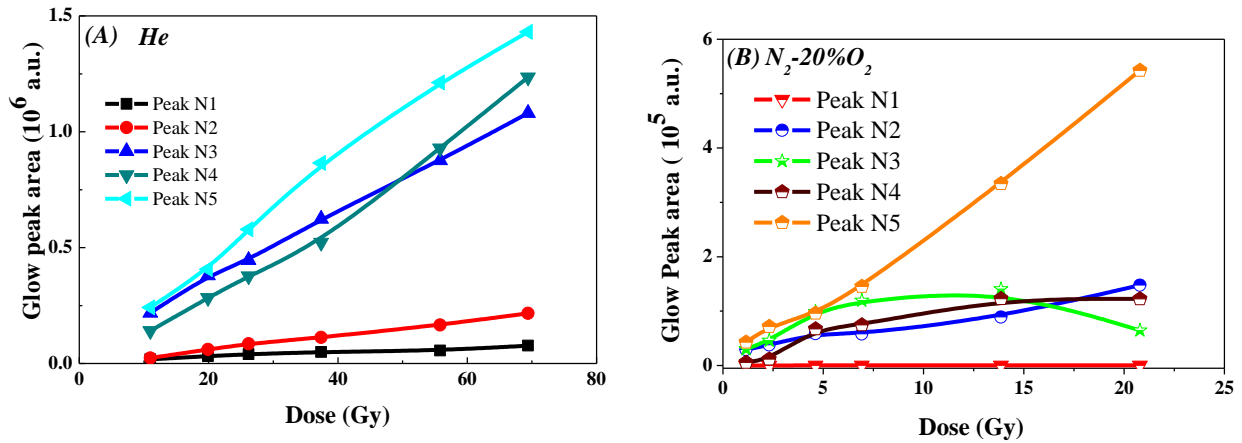 (A) He
1.5
1.0
0.5
0.0
Glow peak area (10^6 a.u.)
Peak N1
Peak N2
Peak N3
Peak N4
Peak N5
0 20 40 60 80
Dose (Gy)
(B) N2-20%O2
6
4
2
0
Glow Peak area ( 10^5 a.u.)
Peak N1
Peak N2
Peak N3
Peak N4
Peak N5
0 5 10 15 20 25
Dose (Gy)